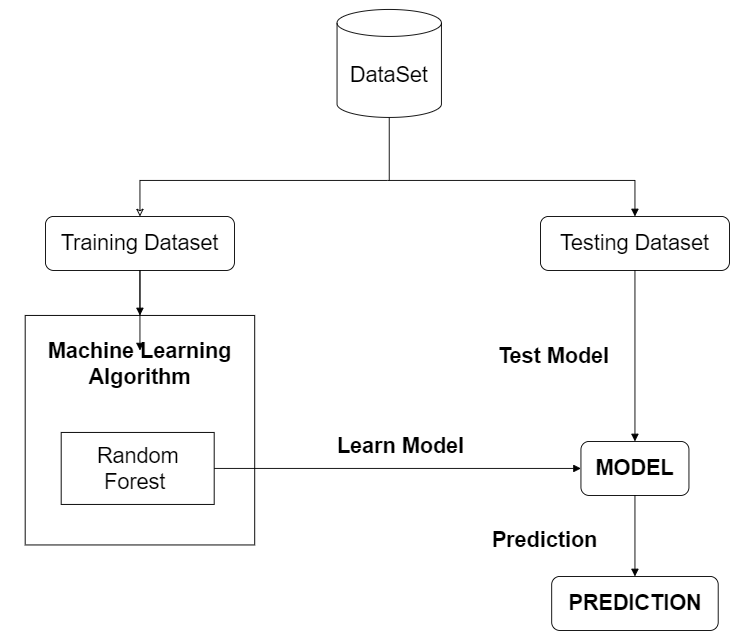 DataSet
Training Dataset
Testing Dataset
Machine Learning
Algorithm
Test Model
Random
Forest
Learn Model
MODEL
Prediction
PREDICTION